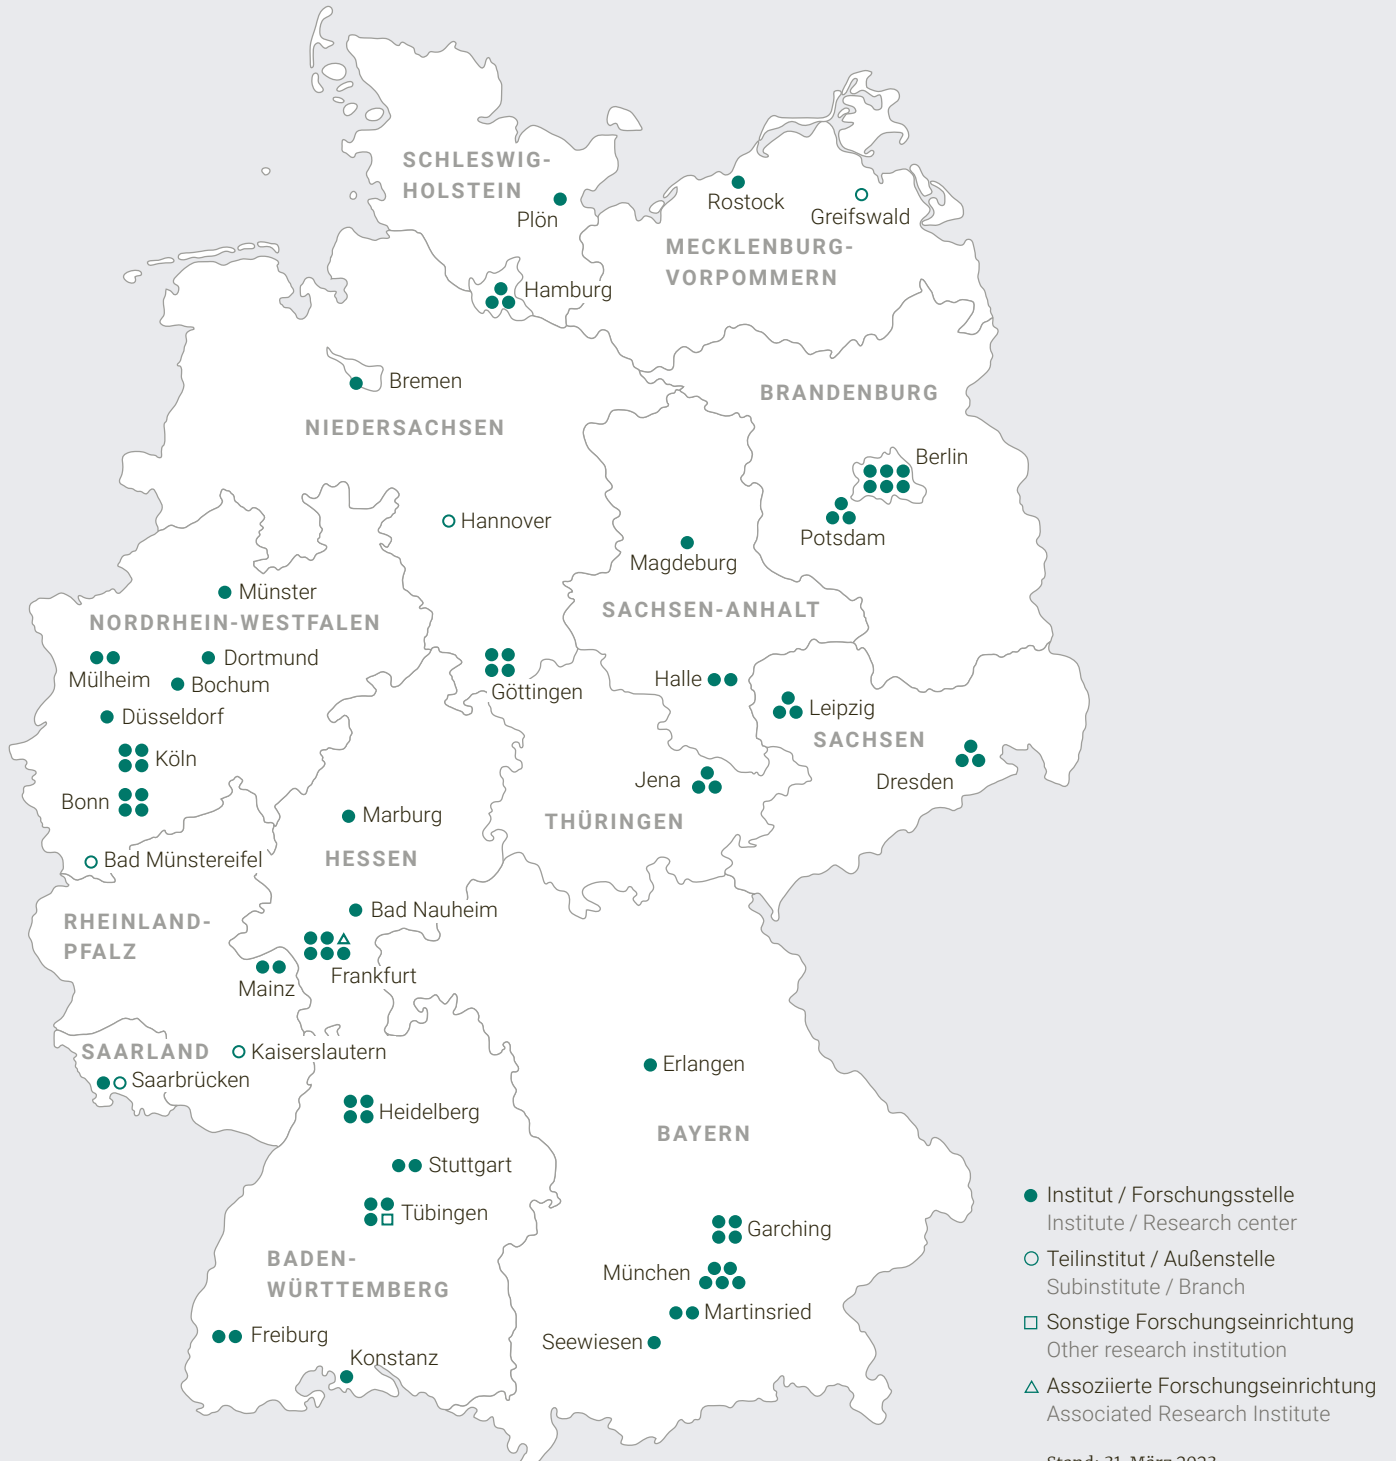 SCHLESWIG-
HOLSTEIN
Plön
Rostock
Greifswald
MECKLENBURG-
VORPOMMERN
Hamburg
Bremen
NIEDERSACHSEN
BRANDENBURG
Berlin
Potsdam
Hannover
Magdeburg
SACHSEN-ANHALT
Münster
NORDRHEIN-WESTFALEN
Mülheim
Dortmund
Bochum
Düsseldorf
Köln
Bonn
Bad Münstereifel
Göttingen
Halle
Leipzig
SACHSEN
Dresden
Jena
THÜRINGEN
Marburg
HESSEN
Bad Nauheim
Frankfurt
RHEINLAND-
PFALZ
Mainz
SAARLAND
Kaiserslautern
Saarbrücken
Erlangen
BAYERN
Heidelberg
Stuttgart
Tübingen
BADEN-
WÜRTTEMBERG
Freiburg
Konstanz
Garching
München
Martinsried
Seewiesen
Institut / Forschungsstelle
Institute / Research center
Teilinstitut / Außenstelle
Subinstitute / Branch
Sonstige Forschungseinrichtung
Other research institution
Assoziierte Forschungseinrichtung
Associated Research Institute
Stand: 31. März 2023